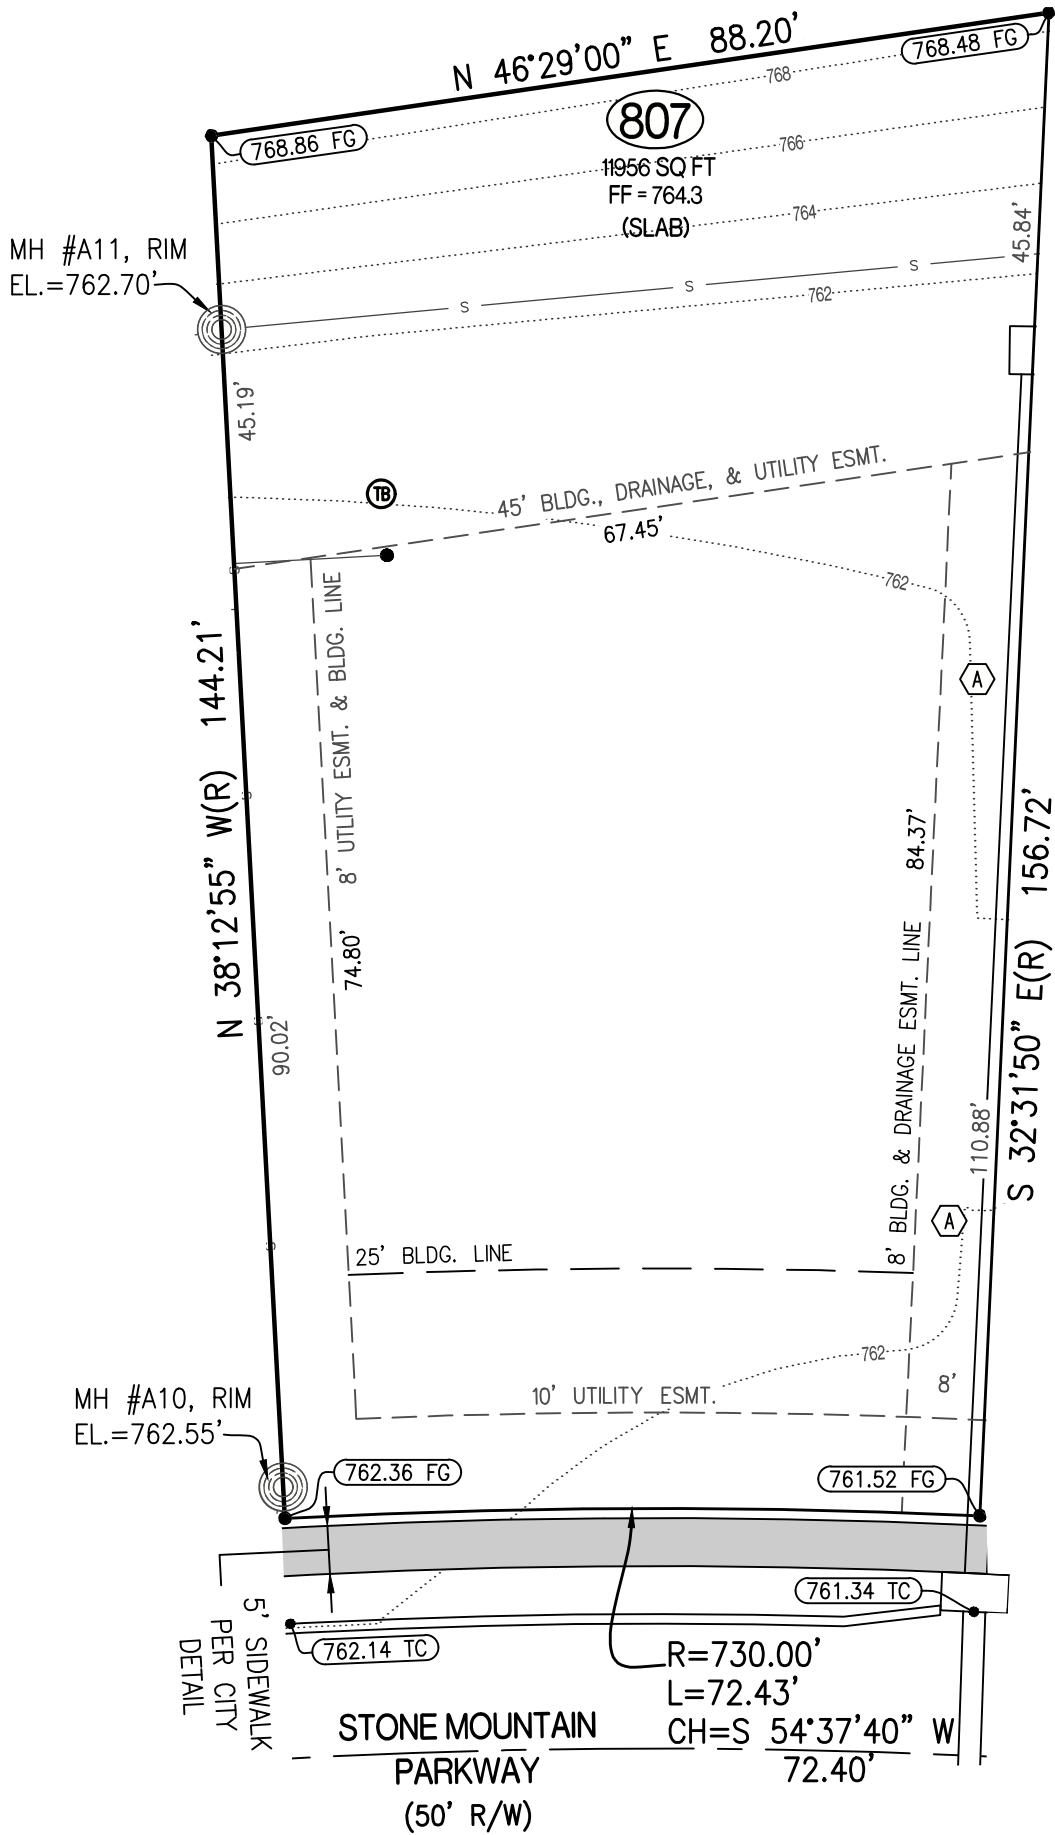 N 46°29'00" E 88.20'
768.48 FG
768.86 FG
768
807
11956 SQ FT
FF = 764.3
(SLAB)
766
764
45.84'
MH #A11, RIM
EL.=762.70'
S
S
S
762
45.19'
TB
45' BLDG., DRAINAGE, & UTILITY ESMT.
67.45'
762
S
A
8' UTLITY ESMT. & BLDG. LINE
74.80'
N 38°12'55" W(R) 144.21'
S
S
S
90.02'
84.37'
8' BLDG. & DRAINAGE ESMT. LINE
S 32°31'50" E(R) 156.72'
110.88'
A
25' BLDG. LINE
762
8'
10' UTILITY ESMT.
MH #A10, RIM
EL.=762.55'
762.36 FG
761.52 FG
761.34 TC
762.14 TC
5' SIDEWALK
PER CITY
DETAIL
R=730.00'
L=72.43'
CH=S 54°37'40" W
72.40'
STONE MOUNTAIN
PARKWAY
(50' R/W)